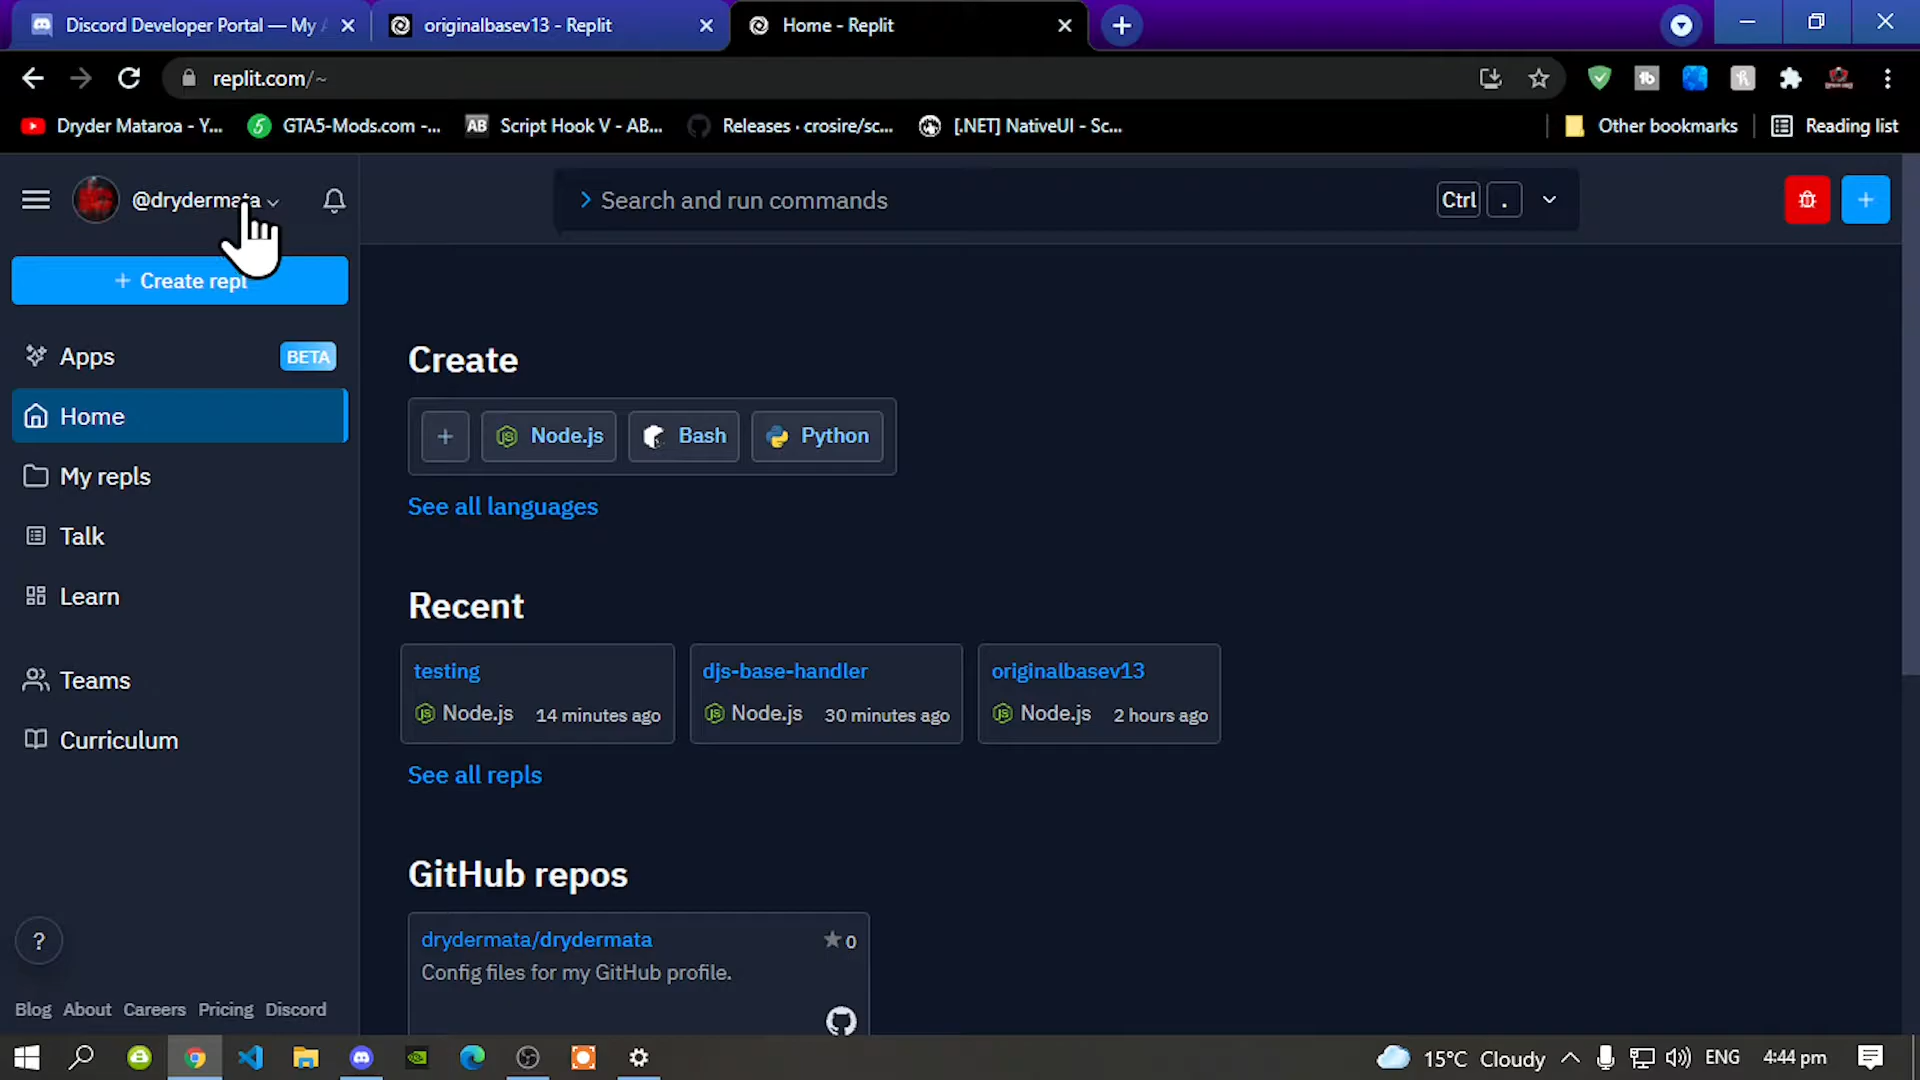 Discord Developer Portal — My A
originalbasev13 - Replit
Home - Replit
replit.com/~
Dryder Mataroa - Y...
GTA5-Mods.com -...
AB
Script Hook V - AB...
Releases · crosire/sc...
[.NET] NativeUI - Sc...
Other bookmarks
Reading list
@drydermata
Search and run commands
Ctrl
.
+ Create repl
Apps
BETA
Home
My repls
Talk
Learn
Teams
Curriculum
?
Blog About Careers Pricing Discord
Create
+
Node.js
Bash
Python
See all languages
Recent
testing
Node.js
14 minutes ago
djs-base-handler
Node.js
30 minutes ago
originalbasev13
Node.js
2 hours ago
See all repls
GitHub repos
drydermata/drydermata
0
Config files for my GitHub profile.
15°C Cloudy
ENG
4:44 pm